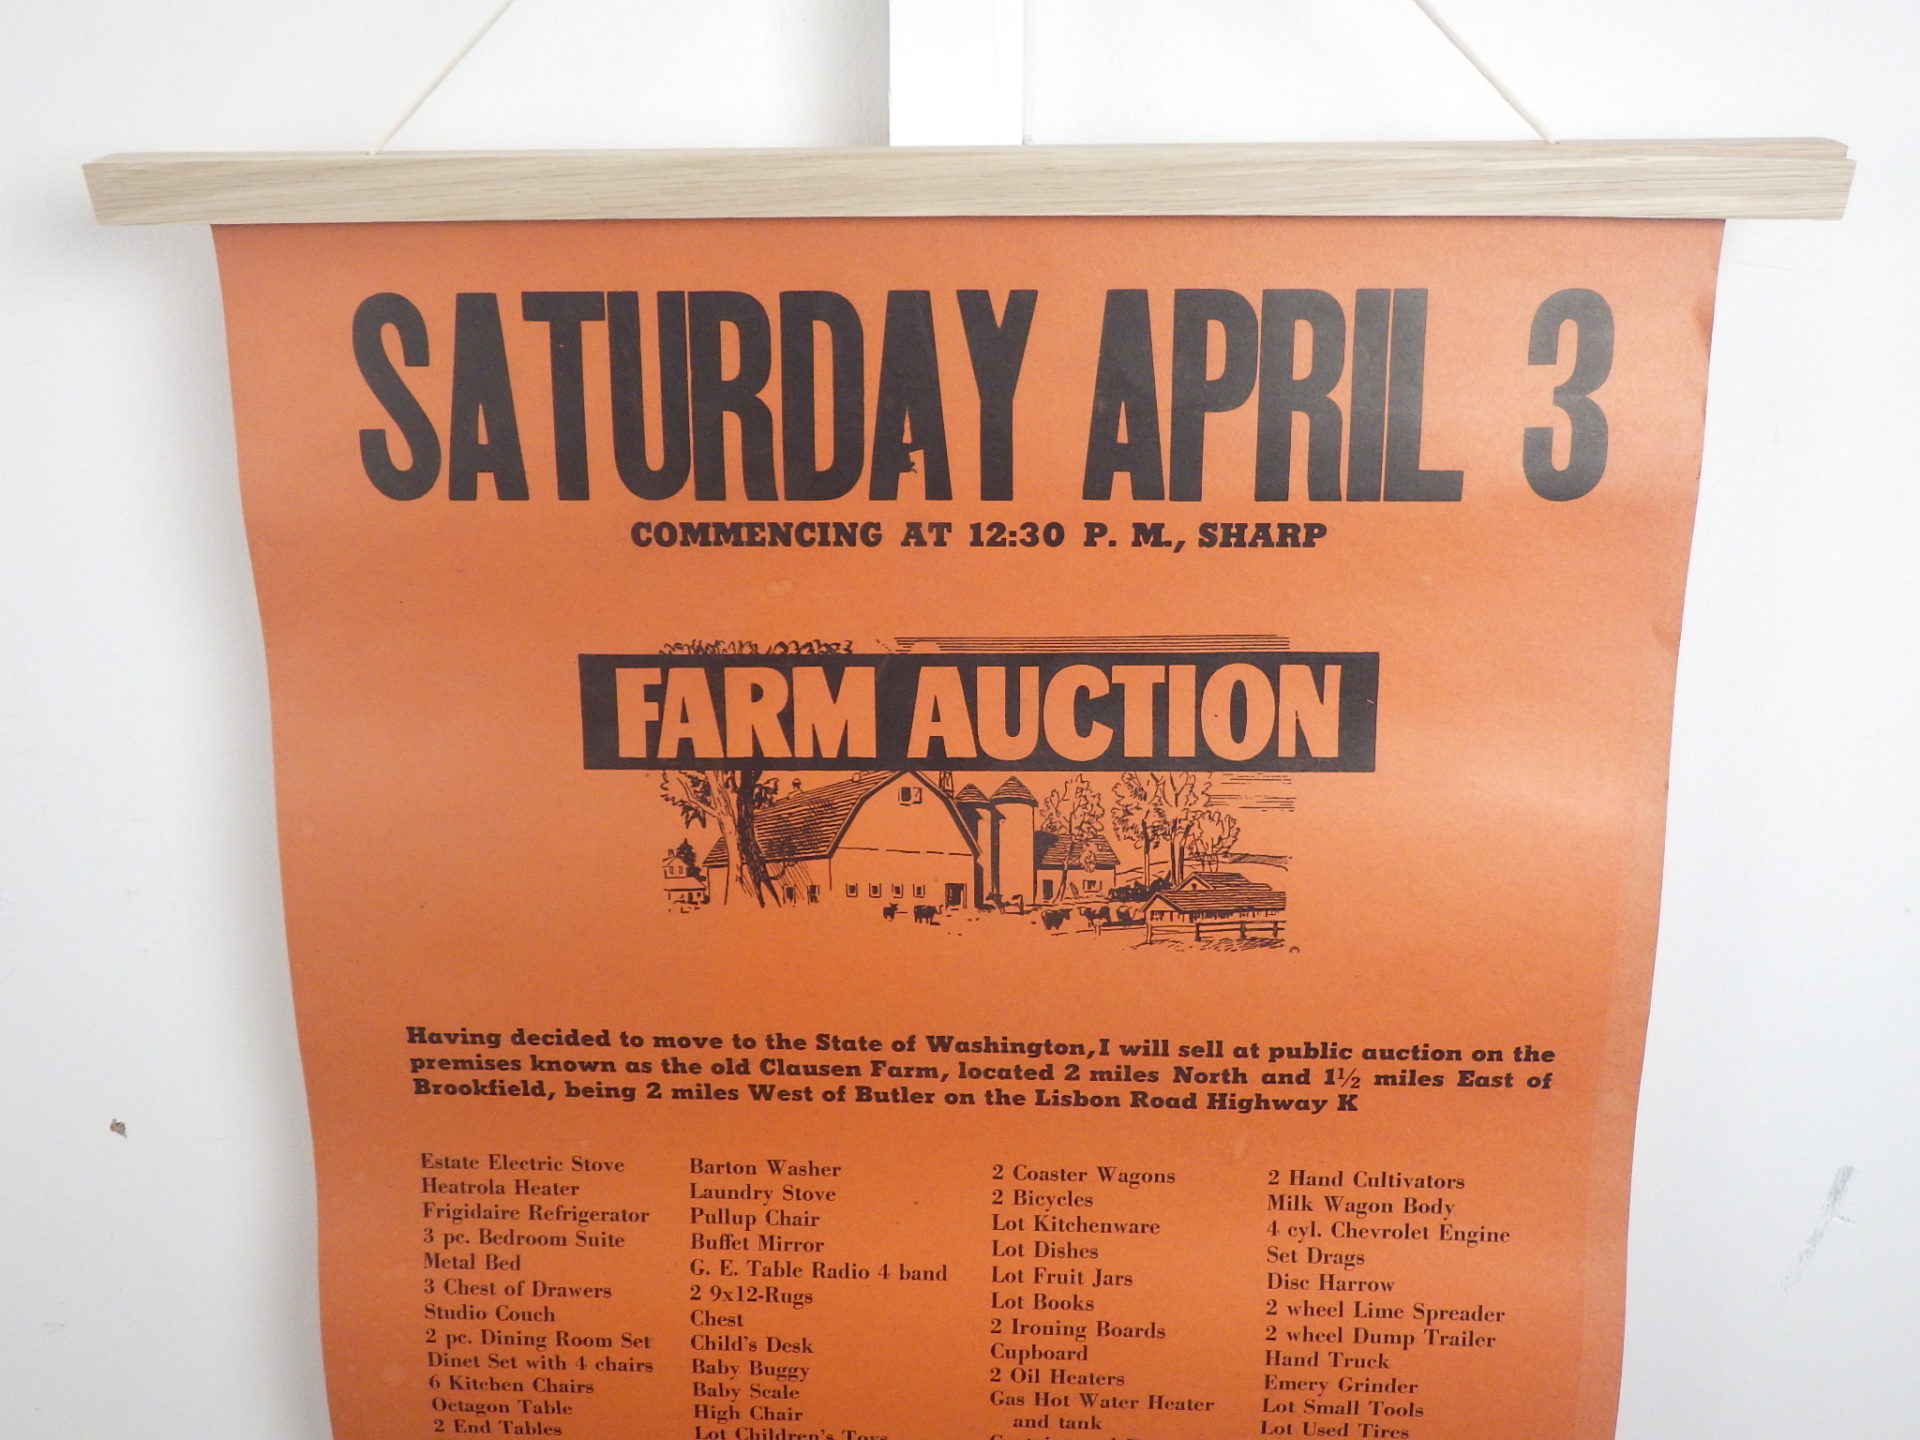 SATURDAY APRIL 3
COMMENCING AT 12:30 P. M., SHARP
FARM AUCTION
Having decided to move to the State of Washington, I will sell at public auction on the
premises known as the old Clausen Farm, located 2 miles North and 1½ miles East of
Brookfield, being 2 miles West of Butler on the Lisbon Road Highway K
Estate Electric Stove
Heatrola Heater
Frigidaire Refrigerator
3 pc. Bedroom Suite
Metal Bed
3 Chest of Drawers
Studio Couch
2 pc. Dining Room Set
Dinet Set with 4 chairs
6 Kitchen Chairs
Octagon Table
2 End Tables
Barton Washer
Laundry Stove
Pullup Chair
Buffet Mirror
G. E. Table Radio 4 band
2 9x12-Rugs
Chest
Child's Desk
Baby Buggy
Baby Scale
High Chair
Lot Children's Toys
2 Coaster Wagons
2 Bicycles
Lot Kitchenware
Lot Dishes
Lot Fruit Jars
Lot Books
2 Ironing Boards
Cupboard
2 Oil Heaters
Gas Hot Water Heater
and tank
2 Hand Cultivators
Milk Wagon Body
4 cyl. Chevrolet Engine
Set Drags
Disc Harrow
2 wheel Lime Spreader
2 wheel Dump Trailer
Hand Truck
Emery Grinder
Lot Small Tools
Lot Used Tires